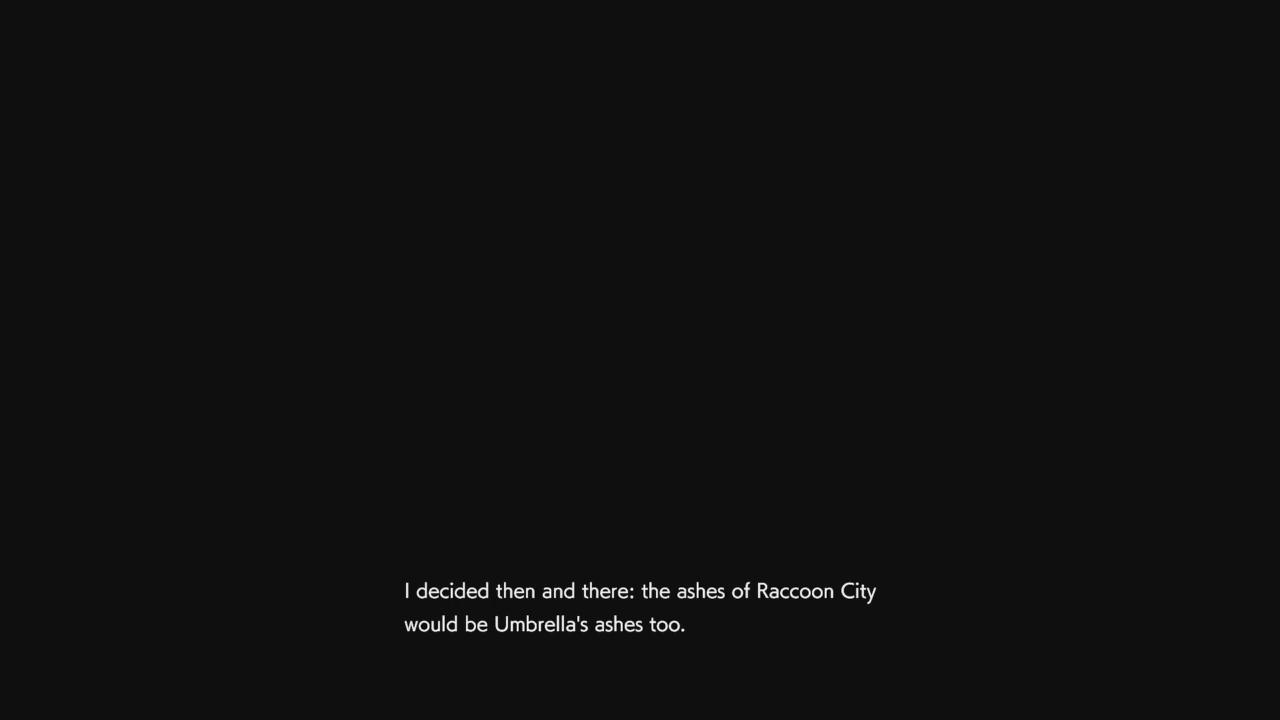 I decided then and there: the ashes of Raccoon City
would be Umbrella's ashes too.